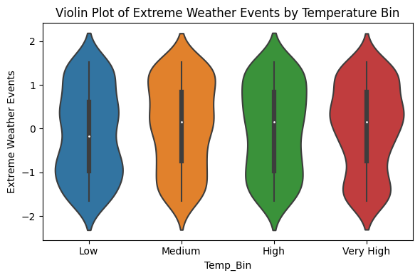 Violin Plot of Extreme Weather Events by Temperature Bin
Extreme Weather Events
2
1
0
−1
−2
Low
Medium
High
Very High
Temp_Bin